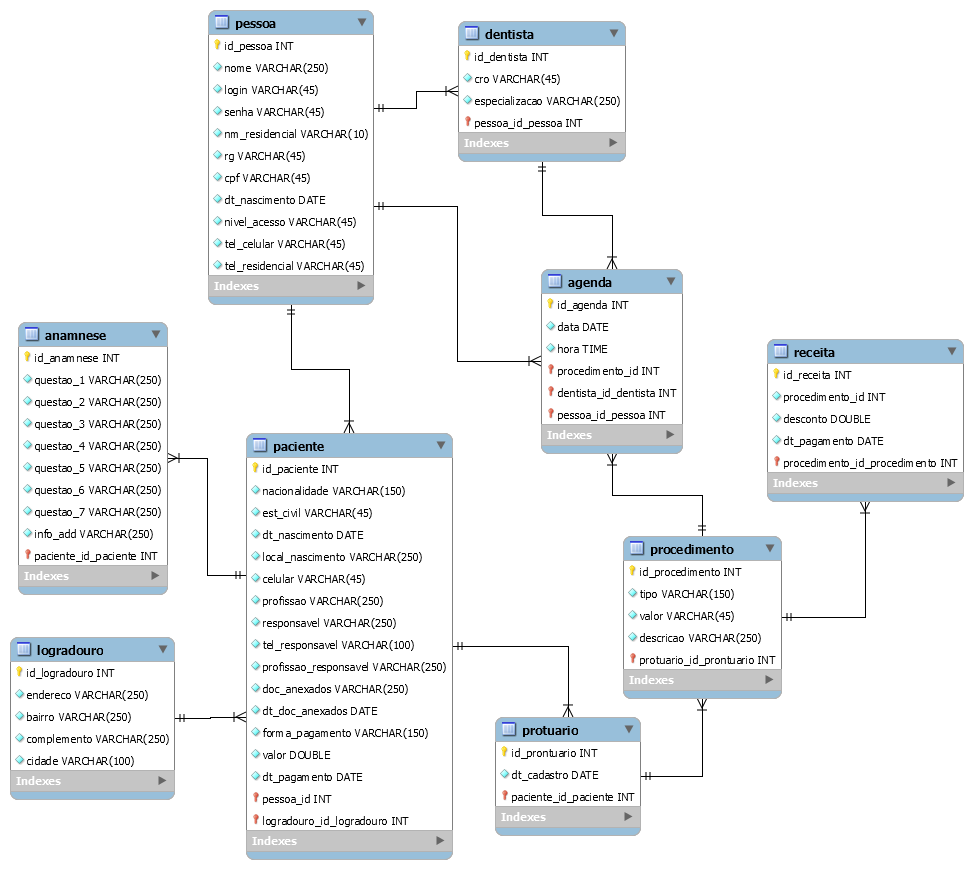 pessoa
id_pessoa INT
nome VARCHAR(250)
login VARCHAR(45)
senha VARCHAR(45)
nm_residencial VARCHAR(10)
rg VARCHAR(45)
cpf VARCHAR(45)
dt_nascimento DATE
nivel_acesso VARCHAR(45)
tel_celular VARCHAR(45)
tel_residencial VARCHAR(45)
Indexes
dentista
id_dentista INT
cro VARCHAR(45)
especializacao VARCHAR(250)
pessoa_id_pessoa INT
Indexes
agenda
id_agenda INT
data DATE
hora TIME
procedimento_id INT
dentista_id_dentista INT
pessoa_id_pessoa INT
Indexes
anamnese
id_anamnese INT
questao_1 VARCHAR(250)
questao_2 VARCHAR(250)
questao_3 VARCHAR(250)
questao_4 VARCHAR(250)
questao_5 VARCHAR(250)
questao_6 VARCHAR(250)
questao_7 VARCHAR(250)
info_add VARCHAR(250)
paciente_id_paciente INT
Indexes
receita
id_receita INT
procedimento_id INT
desconto DOUBLE
dt_pagamento DATE
procedimento_id_procedimento INT
Indexes
paciente
id_paciente INT
nacionalidade VARCHAR(150)
est_civil VARCHAR(45)
dt_nascimento DATE
local_nascimento VARCHAR(250)
celular VARCHAR(45)
profissao VARCHAR(250)
responsavel VARCHAR(250)
tel_responsavel VARCHAR(100)
profissao_responsavel VARCHAR(250)
doc_anexados VARCHAR(250)
dt_doc_anexados DATE
forma_pagamento VARCHAR(150)
valor DOUBLE
dt_pagamento DATE
pessoa_id INT
logradouro_id_logradouro INT
Indexes
procedimento
id_procedimento INT
tipo VARCHAR(150)
valor VARCHAR(45)
descricao VARCHAR(250)
protuario_id_prontuario INT
Indexes
logradouro
id_logradouro INT
endereco VARCHAR(250)
bairro VARCHAR(250)
complemento VARCHAR(250)
cidade VARCHAR(100)
Indexes
protuario
id_prontuario INT
dt_cadastro DATE
paciente_id_paciente INT
Indexes